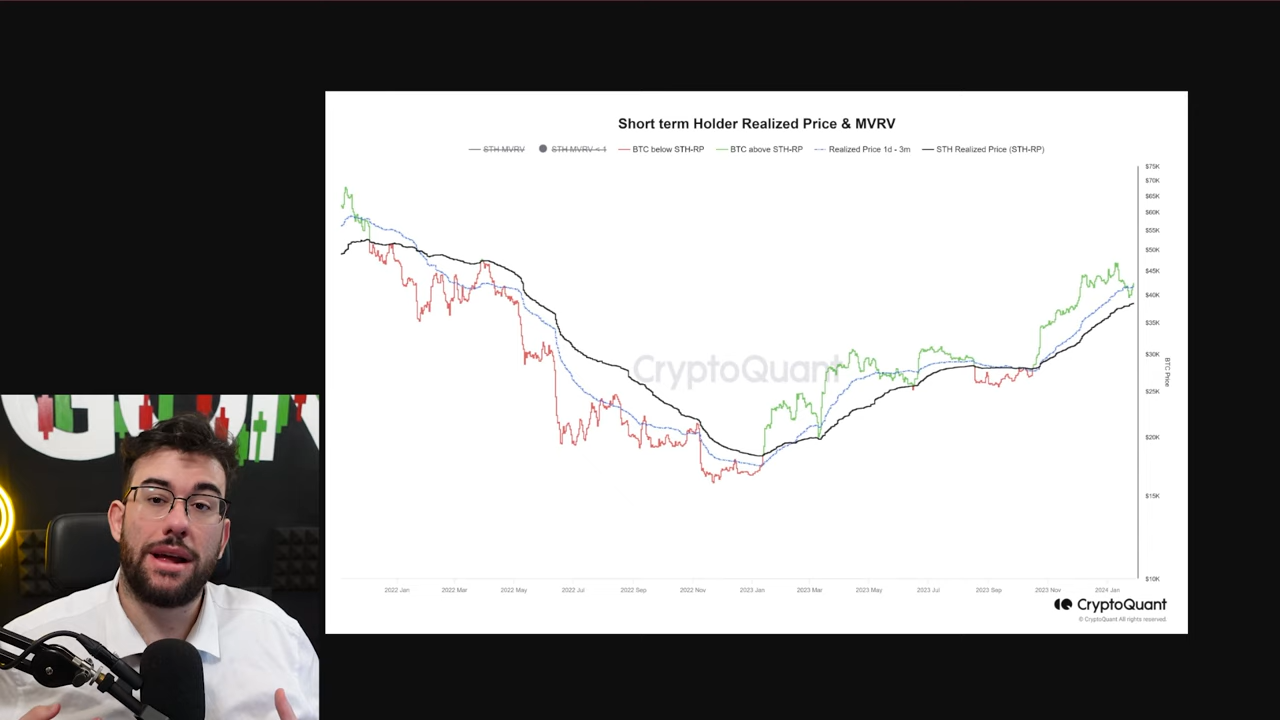 Short term Holder Realized Price & MVRV
STH-MVRV STH-MVRV < 1 BTC below STH-RP BTC above STH-RP Realized Price 1d - 3m STH Realized Price (STH-RP)
$75K
$70K
$65K
$60K
$55K
$50K
$45K
$40K
$35K
$30K
$25K
$20K
$15K
$10K
BTC Price
CryptoQuant
2022 Jan 2022 Mar 2022 May 2022 Jul 2022 Sep 2022 Nov 2023 Jan 2023 Mar 2023 May 2023 Jul 2023 Sep 2023 Nov 2024 Jan
CryptoQuant
© CryptoQuant All rights reserved.